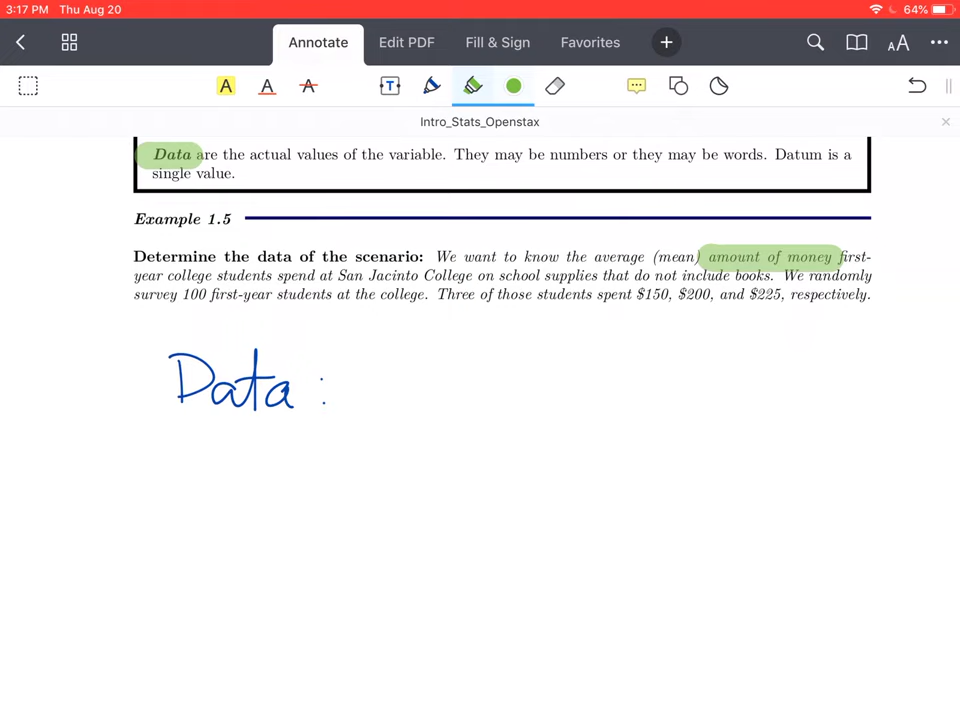 3:17 PM Thu Aug 20 64%
Annotate Edit PDF Fill & Sign Favorites + AA
A A A T
Intro_Stats_Openstax ×
Data are the actual values of the variable. They may be numbers or they may be words. Datum is a
single value.
Example 1.5
Determine the data of the scenario: We want to know the average (mean) amount of money first-
year college students spend at San Jacinto College on school supplies that do not include books. We randomly
survey 100 first-year students at the college. Three of those students spent $150, $200, and $225, respectively.
Data :